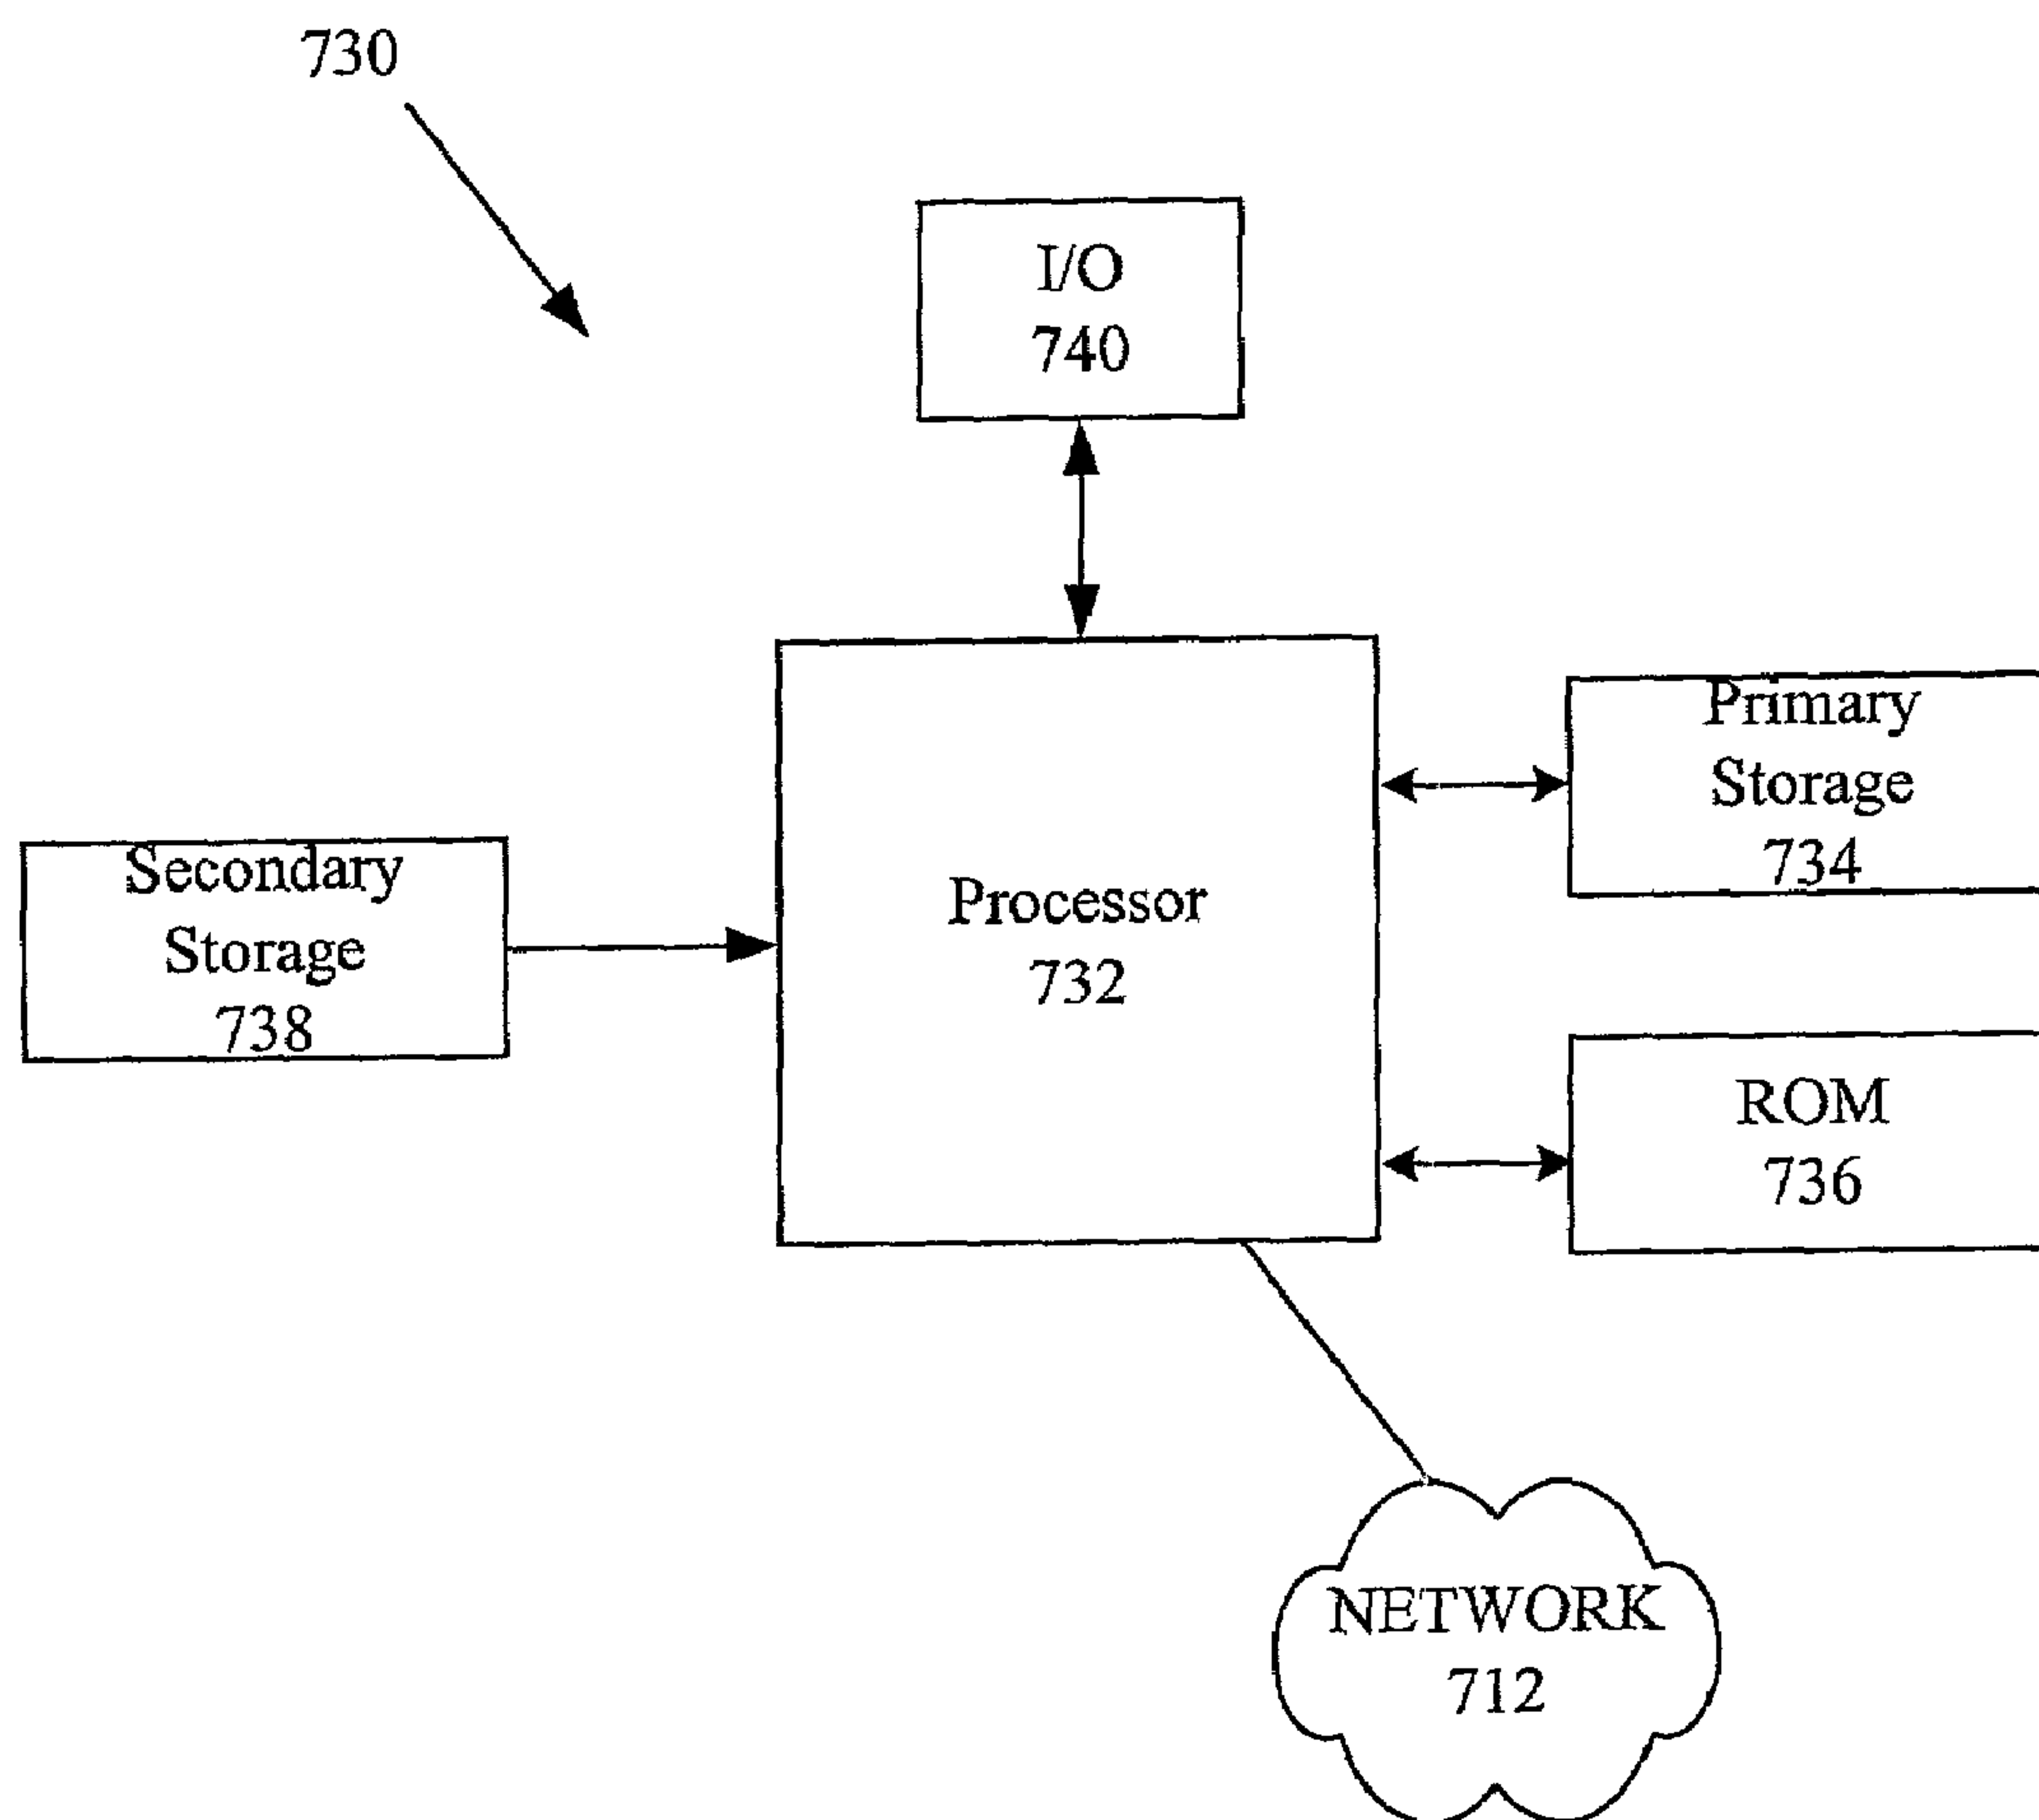 730
I/O
740
Primary
Storage
734
Secondary
Storage
738
Processor
732
ROM
736
NETWORK
712